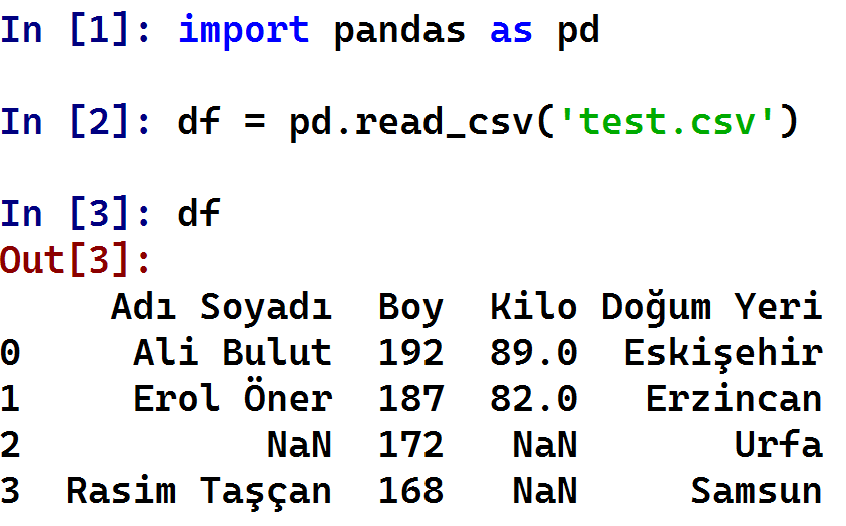 In [1]: import pandas as pd
In [2]: df = pd.read_csv('test.csv')
In [3]: df
Out[3]:
Adı Soyadı Boy Kilo Doğum Yeri
0 Ali Bulut 192 89.0 Eskişehir
1 Erol Öner 187 82.0 Erzincan
2 NaN 172 NaN Urfa
3 Rasim Taşçan 168 NaN Samsun